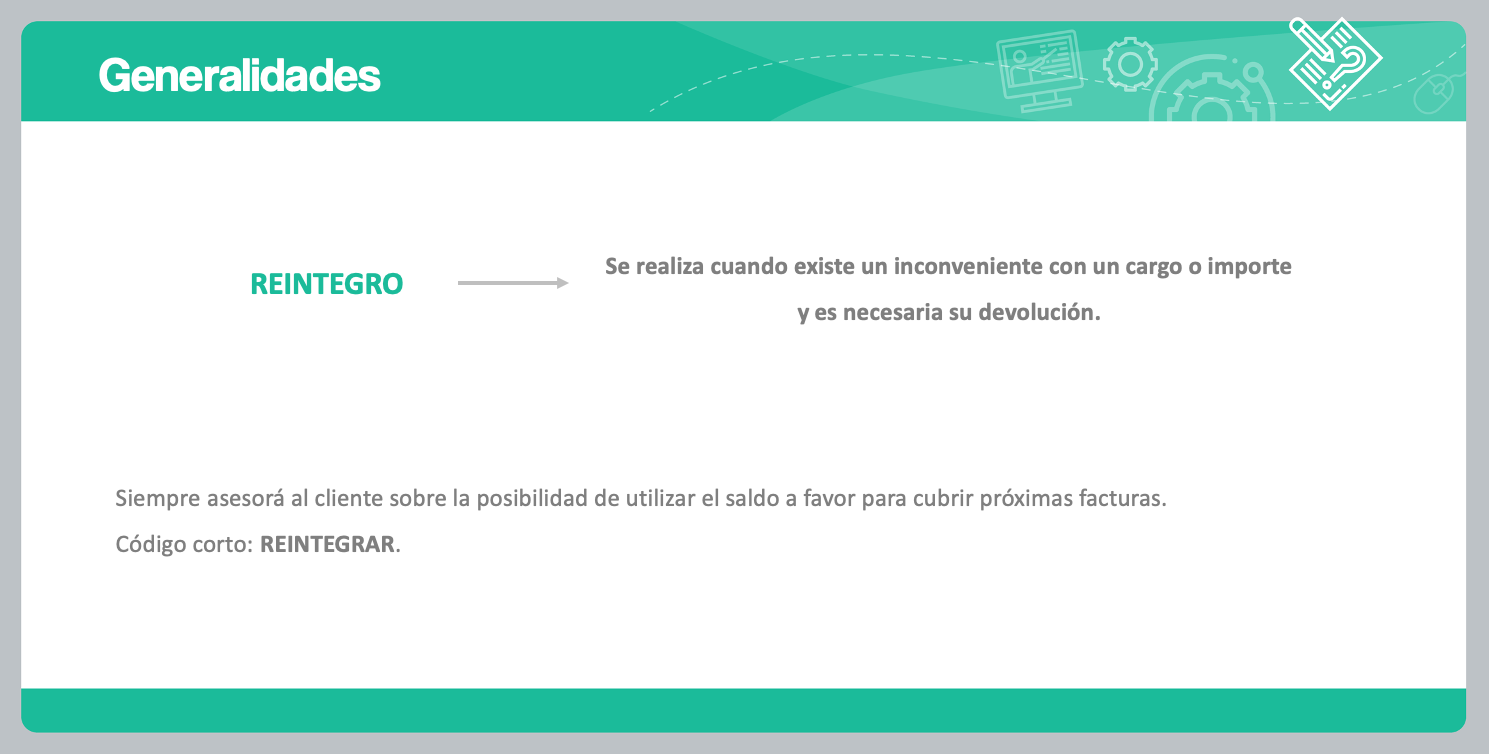 Generalidades
REINTEGRO
Se realiza cuando existe un inconveniente con un cargo o importe
y es necesaria su devolución.
Siempre asesorá al cliente sobre la posibilidad de utilizar el saldo a favor para cubrir próximas facturas.
Código corto: REINTEGRAR.